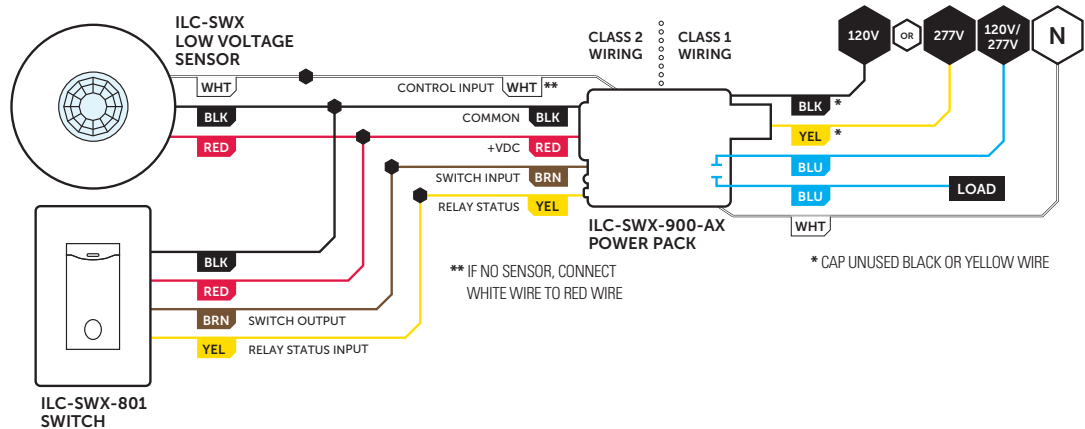 ILC-SWX
LOW VOLTAGE
SENSOR
CLASS 2
WIRING
CLASS 1
WIRING
120V
OR
277V
120V/
277V
N
WHT
CONTROL INPUT
WHT
**
BLK
COMMON
BLK
RED
+VDC
RED
SWITCH INPUT
BRN
RELAY STATUS
YEL
BLK
*
YEL
*
BLU
BLU
LOAD
WHT
ILC-SWX-900-AX
POWER PACK
** IF NO SENSOR, CONNECT
WHITE WIRE TO RED WIRE
* CAP UNUSED BLACK OR YELLOW WIRE
BLK
RED
BRN
SWITCH OUTPUT
YEL
RELAY STATUS INPUT
ILC-SWX-801
SWITCH